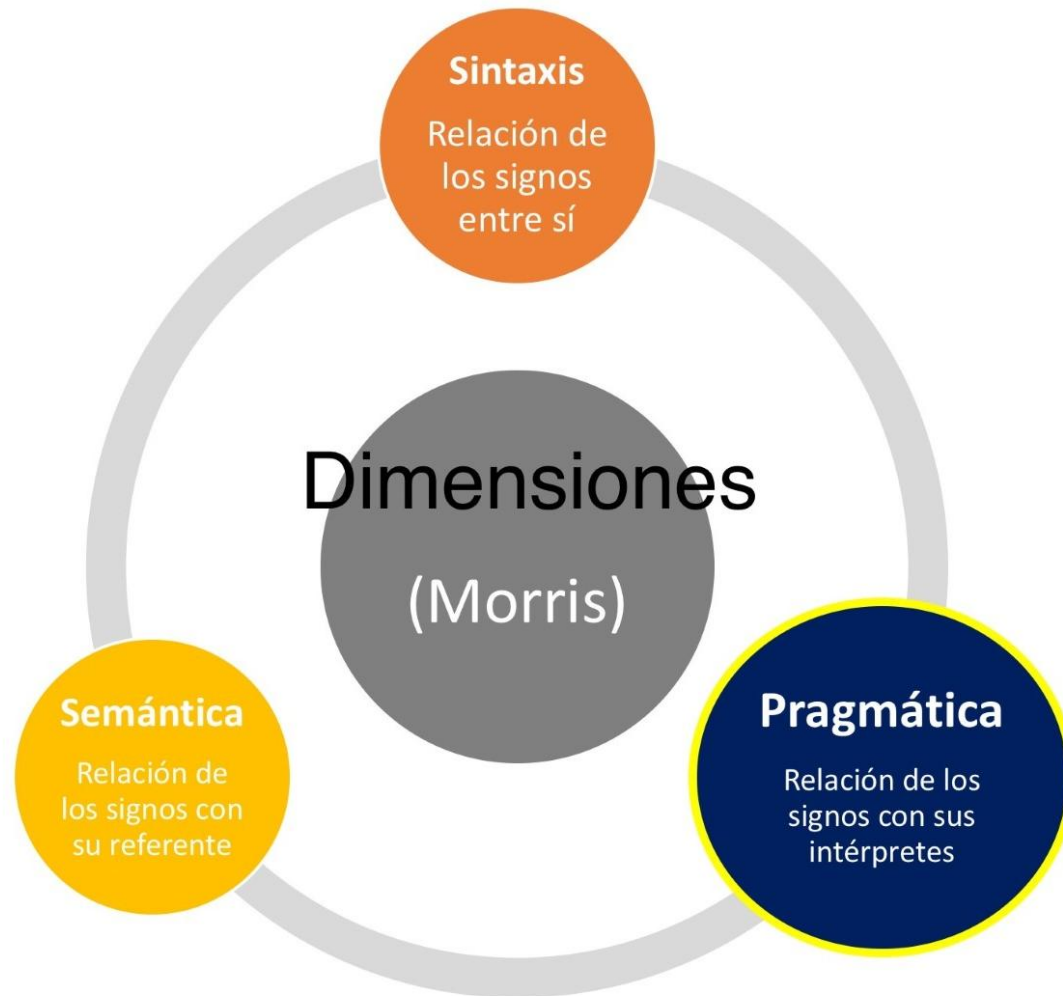 Sintaxis
Relación de
los signos
entre sí
Dimensiones
(Morris)
Semántica
Relación de
los signos con
su referente
Pragmática
Relación de los
signos con sus
intérpretes